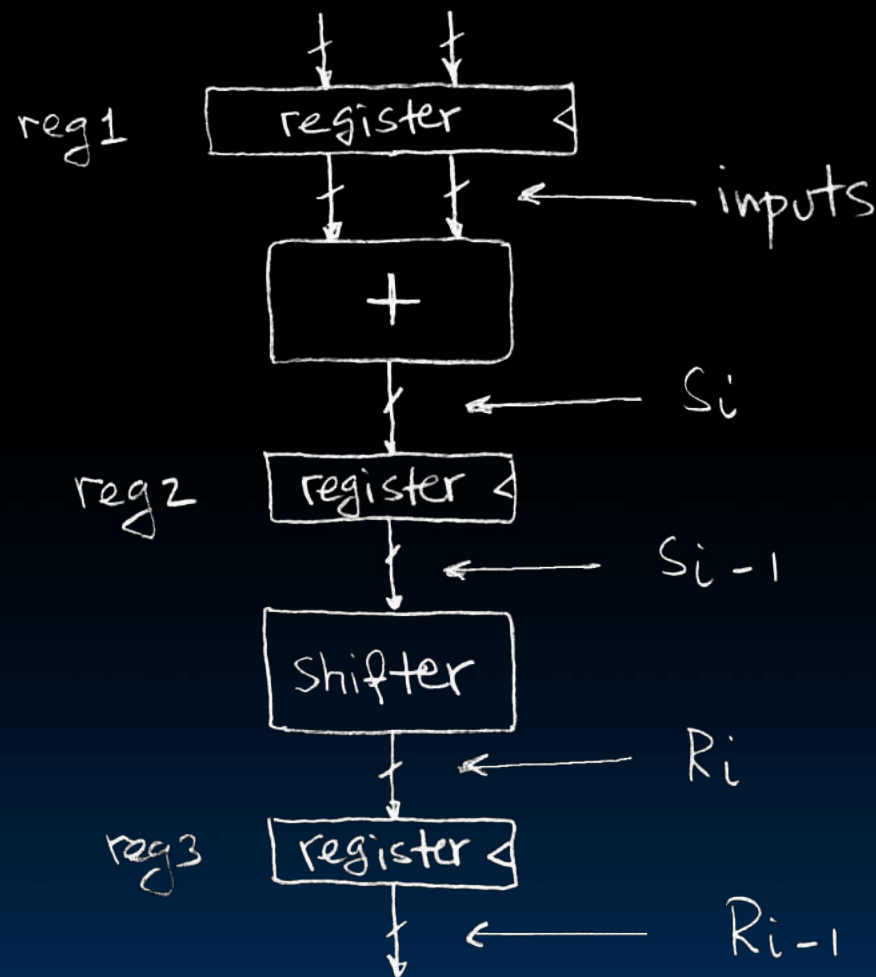 reg1
register
inputs
+
Si
reg2
register
Si-1
shifter
Ri
reg3
register
Ri-1